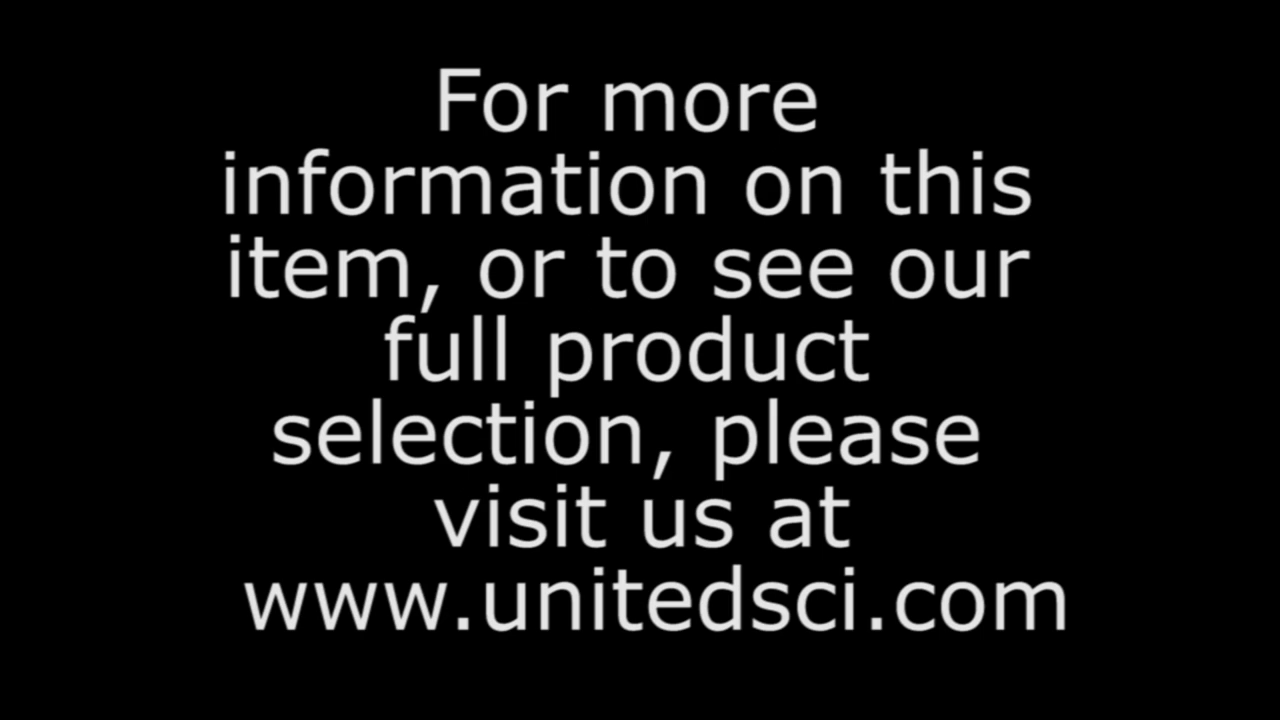 For more
information on this
item, or to see our
full product
selection, please
visit us at
www.unitedsci.com